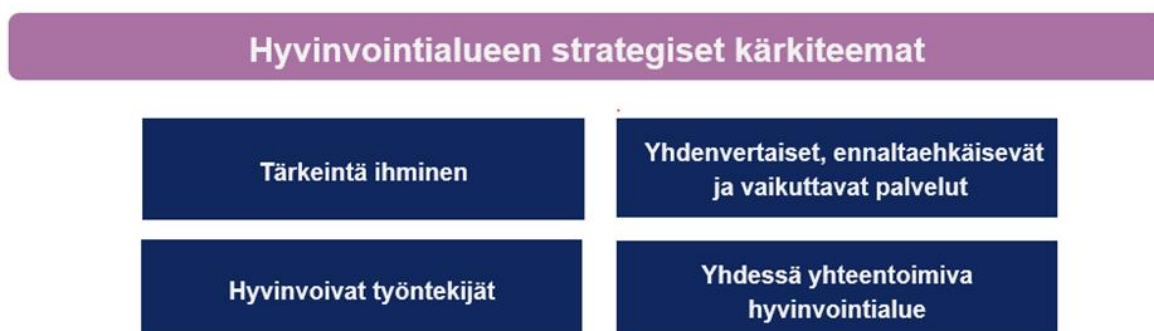 Hyvinvointialueen strategiset kärkiteemat
Tärkeintä ihminen
Yhdenvertaiset, ennaltaehkäisevät
ja vaikuttavat palvelut
Hyvinvoivat työntekijät
Yhdessä yhteentoimiva
hyvinvointialue